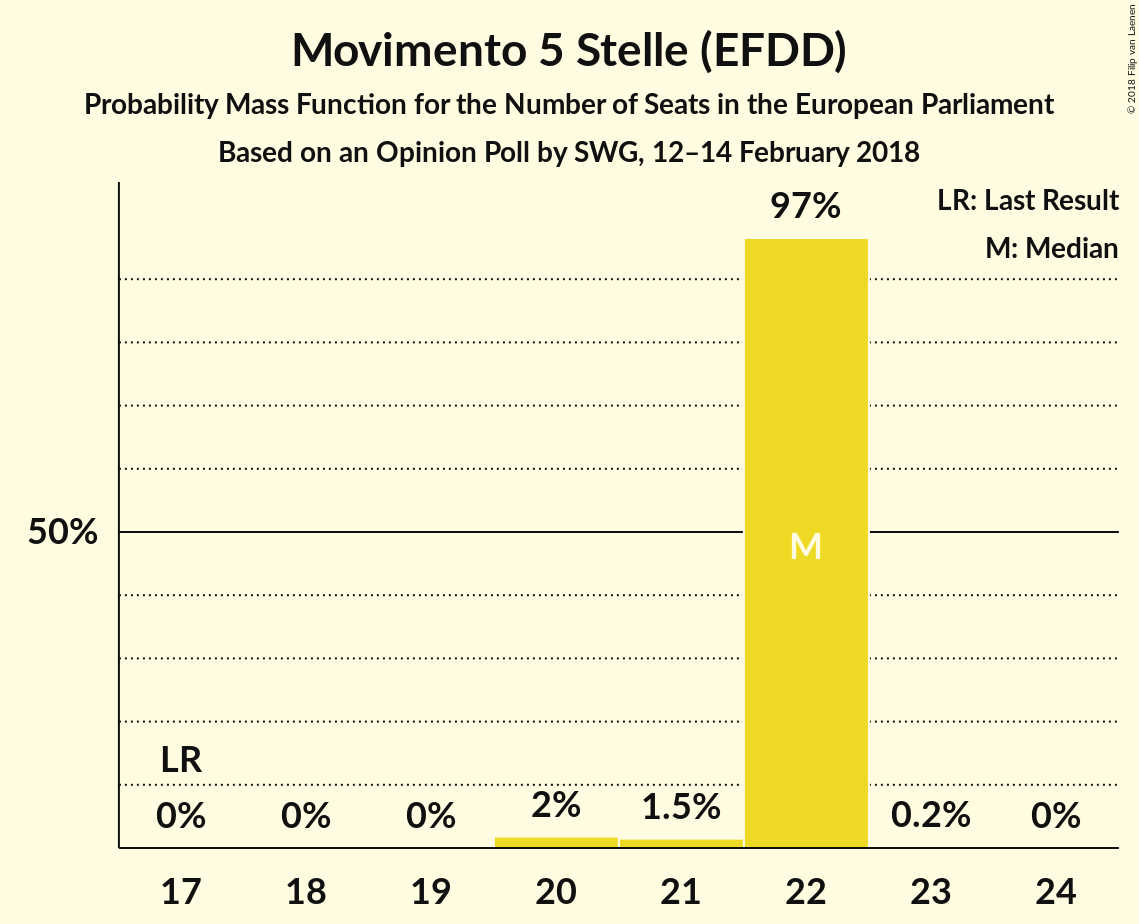 Movimento 5 Stelle (EFDD)
Probability Mass Function for the Number of Seats in the European Parliament
Based on an Opinion Poll by SWG, 12–14 February 2018
© 2018 Filip van Laenen
LR: Last Result
M: Median
97%
50%
M
LR
0% 0% 0% 2% 1.5% 0.2% 0%
17 18 19 20 21 22 23 24